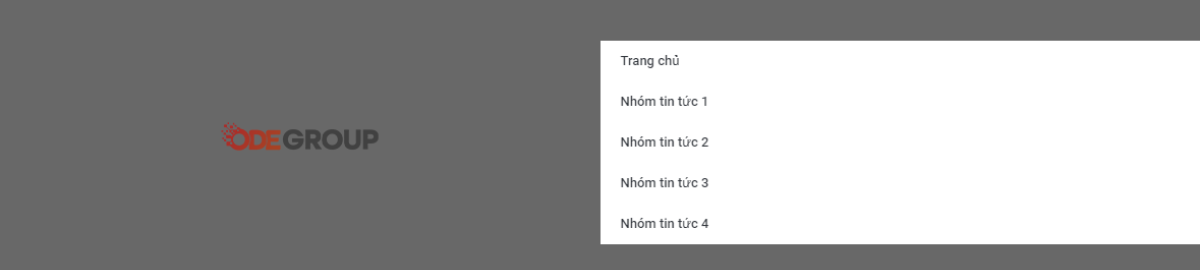 ODEGROUP
Trang chủ
Nhóm tin tức 1
Nhóm tin tức 2
Nhóm tin tức 3
Nhóm tin tức 4